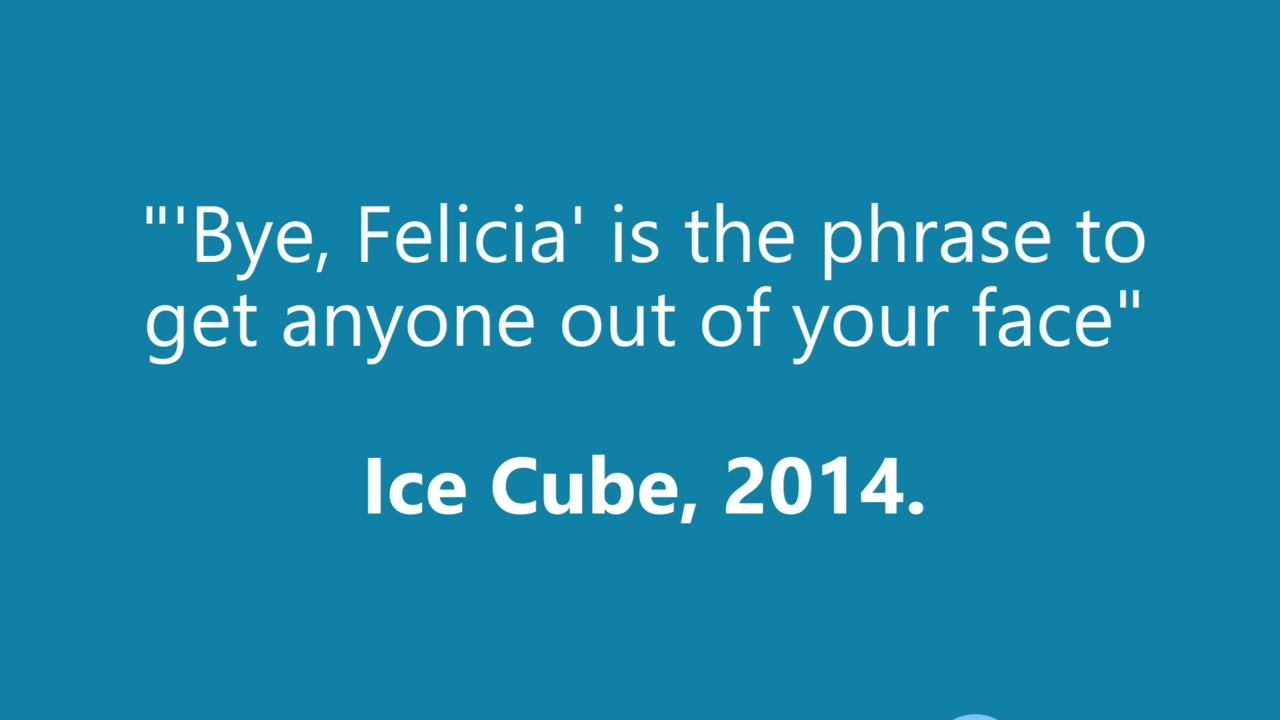 "'Bye, Felicia' is the phrase to
get anyone out of your face"
Ice Cube, 2014.